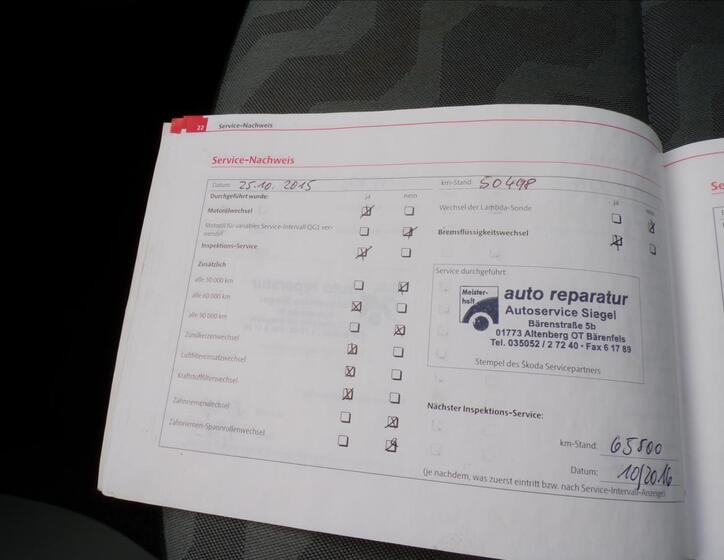 22 Service-Nachweis
Service-Nachweis
Datum: 25.10. 2015 km-Stand: 50498
Durchgeführt wurde: ja nein
Motorölwechsel
Motoröl für variables Service-Intervall QG1 ver-
wendet
Inspektions-Service
Zusätzlich
alle 30 000 km
alle 60 000 km
alle 90 000 km
Zündkerzenwechsel
Luftfiltereinsatzwechsel
Kraftstofffilterwechsel
Zahnriemenwechsel
Zahnriemen-Spannrollenwechsel
ja nein
Wechsel der Lambda-Sonde
Bremsflüssigkeitswechsel
Service durchgeführt:
Meister-
haft
auto reparatur
Autoservice Siegel
Bärenstraße 5b
01773 Altenberg OT Bärenfels
Tel. 035052 / 2 72 40 • Fax 6 17 89
Stempel des Škoda Servicepartners
Nächster Inspektions-Service:
km-Stand: 65500
Datum: 10/2016
(je nachdem, was zuerst eintritt bzw. nach Service-Intervall-Anzeige)